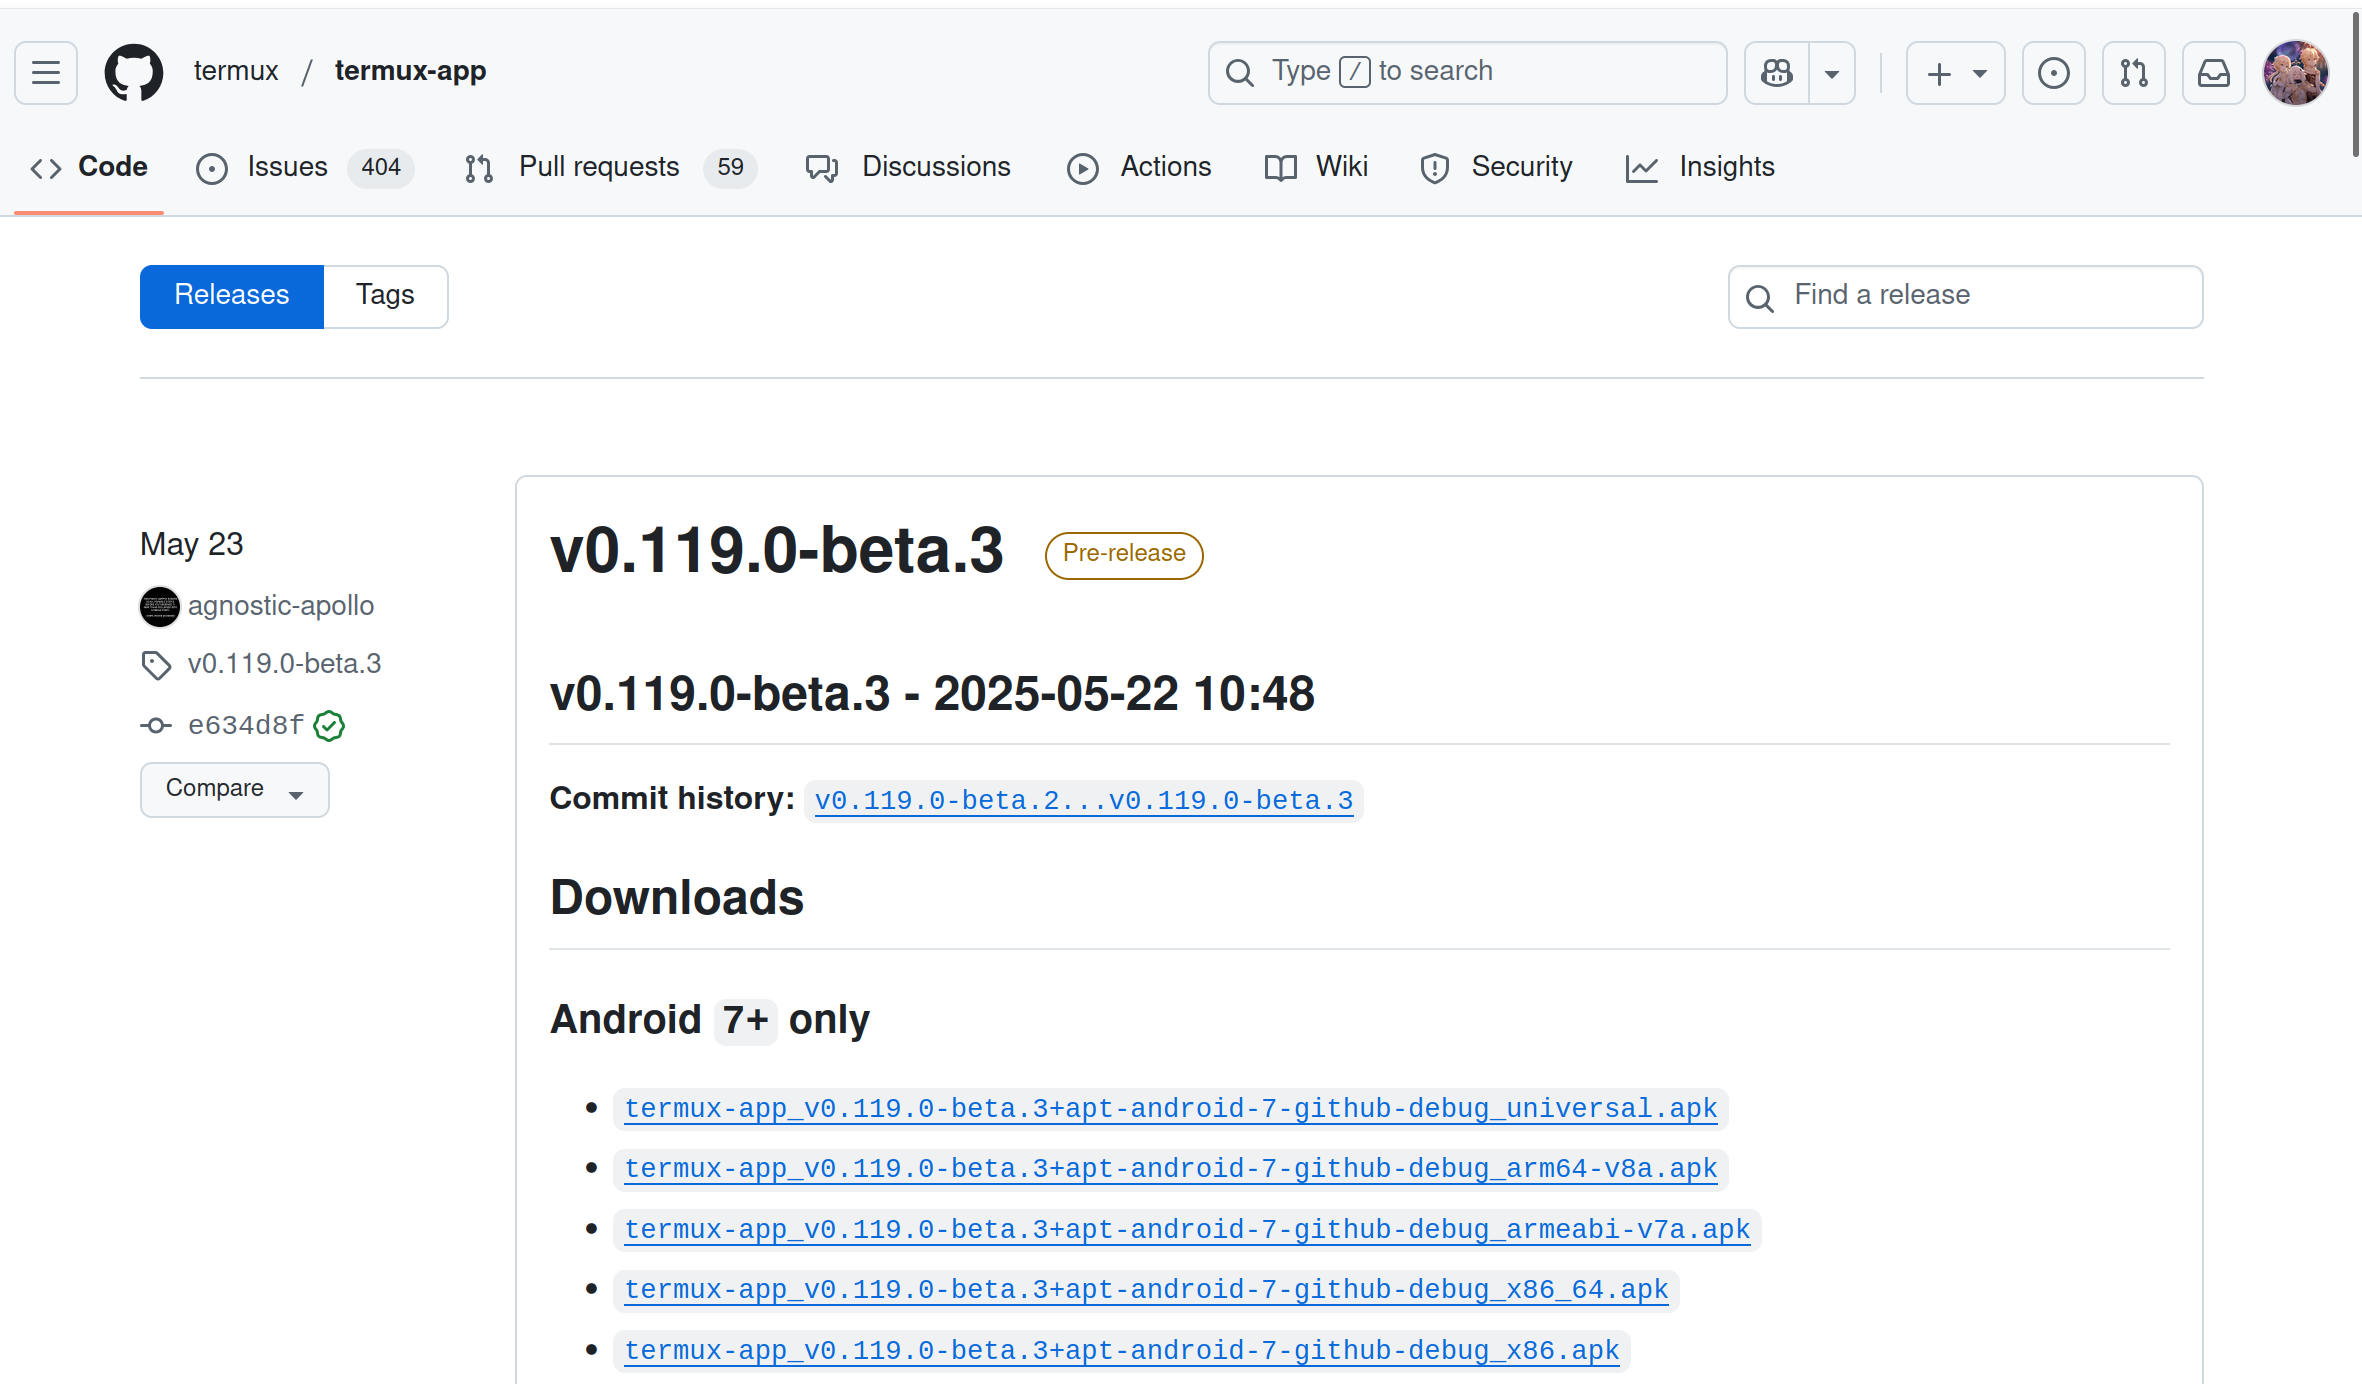 termux / termux-app
Type / to search
Code
Issues 404
Pull requests 59
Discussions
Actions
Wiki
Security
Insights
Releases
Tags
Find a release
May 23
agnostic-apollo
v0.119.0-beta.3
e634d8f
Compare
v0.119.0-beta.3 Pre-release
v0.119.0-beta.3 - 2025-05-22 10:48
Commit history: v0.119.0-beta.2...v0.119.0-beta.3
Downloads
Android 7+ only
termux-app_v0.119.0-beta.3+apt-android-7-github-debug_universal.apk
termux-app_v0.119.0-beta.3+apt-android-7-github-debug_arm64-v8a.apk
termux-app_v0.119.0-beta.3+apt-android-7-github-debug_armeabi-v7a.apk
termux-app_v0.119.0-beta.3+apt-android-7-github-debug_x86_64.apk
termux-app_v0.119.0-beta.3+apt-android-7-github-debug_x86.apk